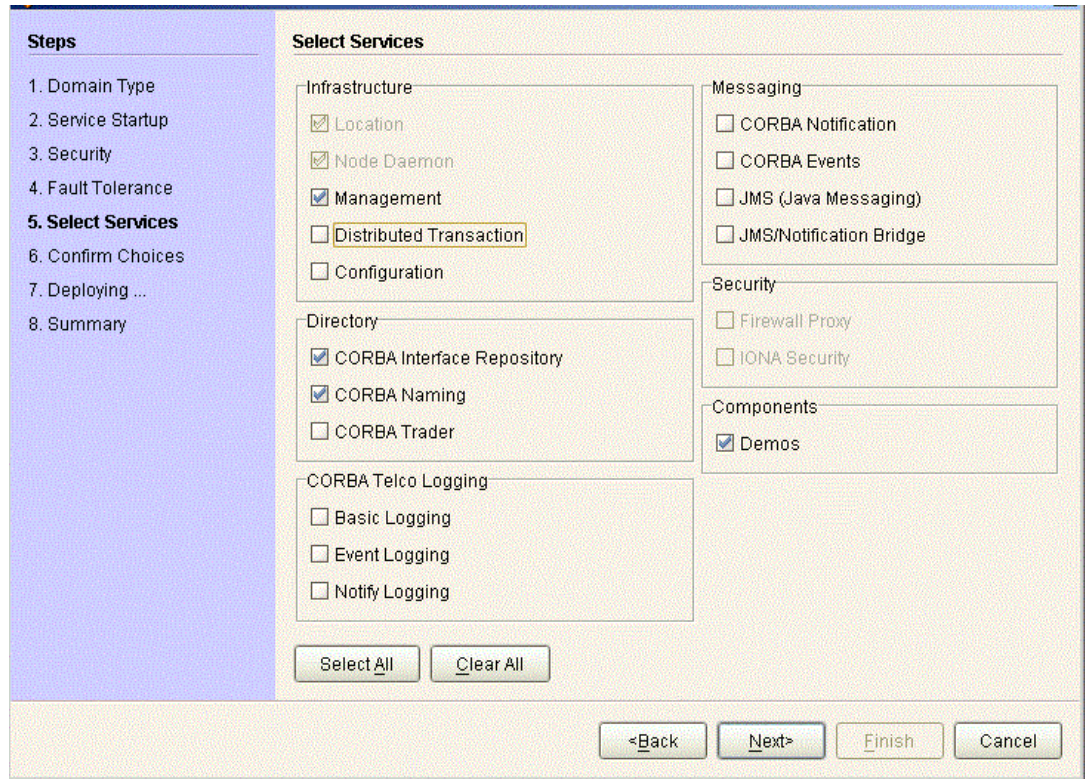 Steps
1. Domain Type
2. Service Startup
3. Security
4. Fault Tolerance
5. Select Services
6. Confirm Choices
7. Deploying ...
8. Summary
Select Services
Infrastructure
Location
Node Daemon
Management
Distributed Transaction
Configuration
Directory
CORBA Interface Repository
CORBA Naming
CORBA Trader
CORBA Telco Logging
Basic Logging
Event Logging
Notify Logging
Messaging
CORBA Notification
CORBA Events
JMS (Java Messaging)
JMS/Notification Bridge
Security
Firewall Proxy
IONA Security
Components
Demos
Select All
Clear All
<Back
Next>
Finish
Cancel